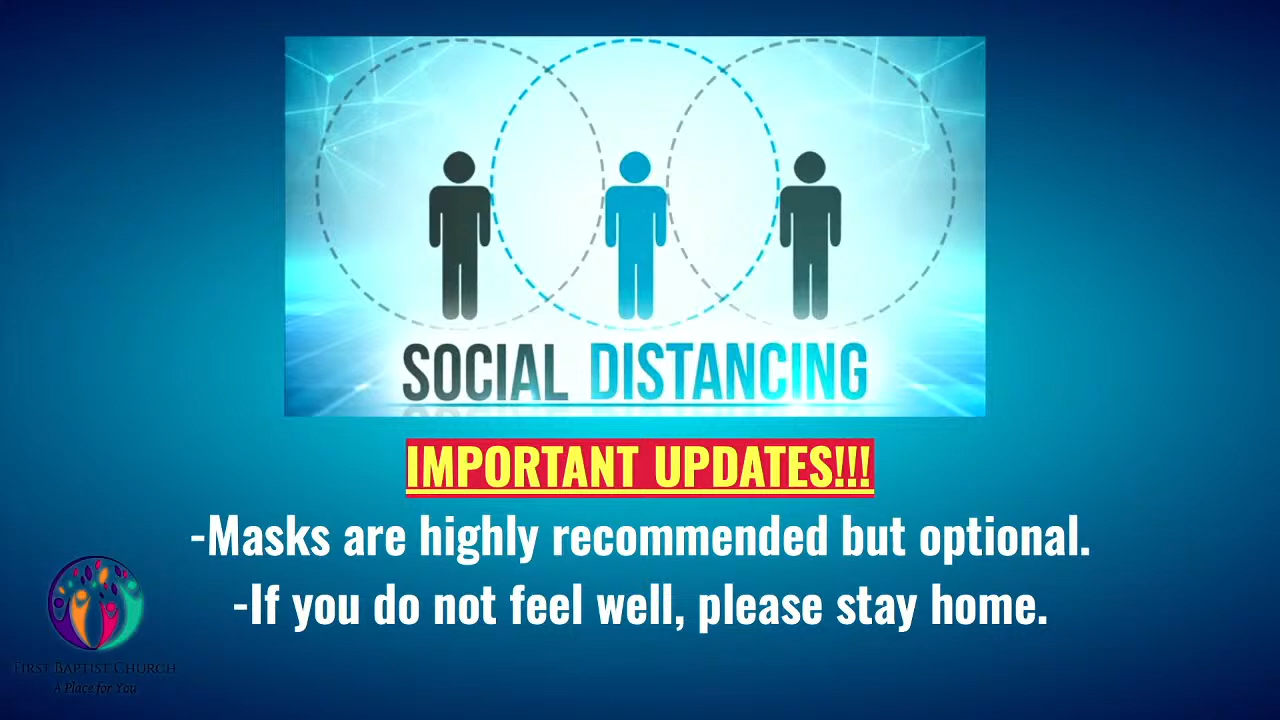 SOCIAL DISTANCING
IMPORTANT UPDATES!!!
-Masks are highly recommended but optional.
-If you do not feel well, please stay home.
First Baptist Church
A Place for You